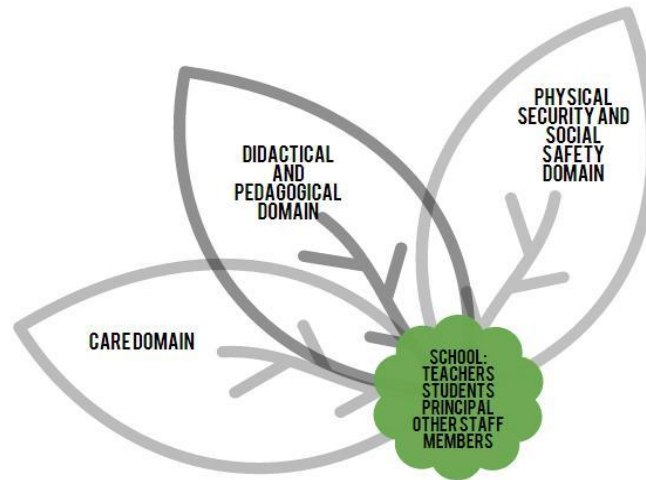 PHYSICAL
SECURITY AND
SOCIAL
SAFETY
DOMAIN
DIDACTICAL
AND
PEDAGOGICAL
DOMAIN
CARE DOMAIN
SCHOOL:
TEACHERS
STUDENTS
PRINCIPAL
OTHER STAFF
MEMBERS